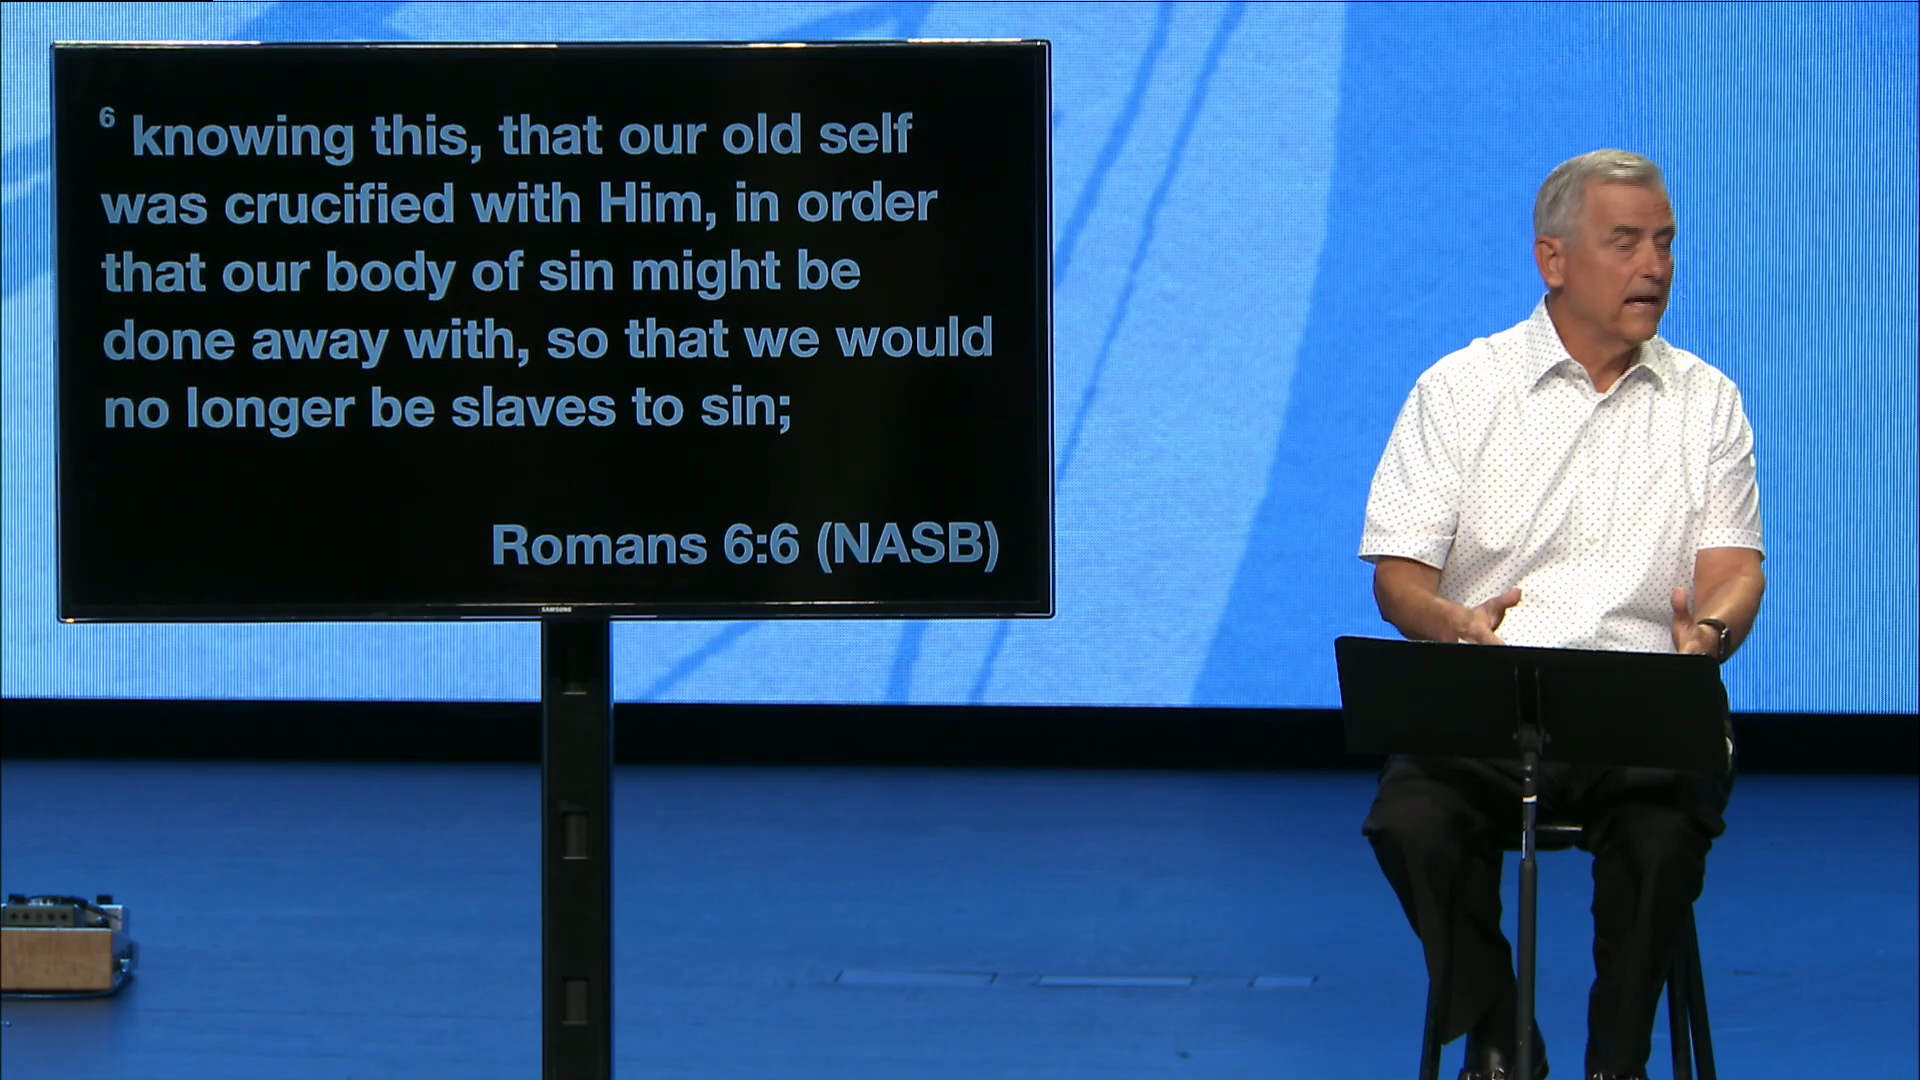 6 knowing this, that our old self
was crucified with Him, in order
that our body of sin might be
done away with, so that we would
no longer be slaves to sin;
Romans 6:6 (NASB)
SAMSUNG